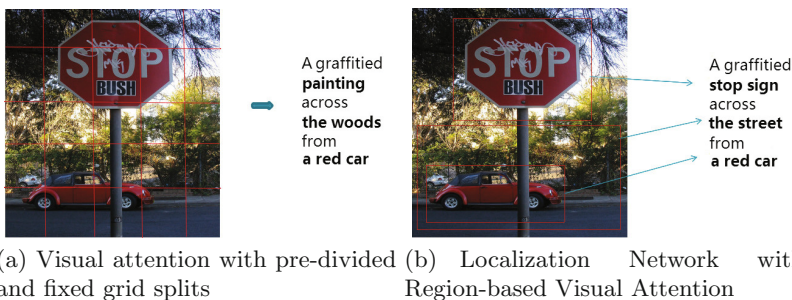 STOP
BUSH
A graffitied
painting
across
the woods
from
a red car
STOP
BUSH
A graffitied
stop sign
across
the street
from
a red car
(a) Visual attention with pre-divided
and fixed grid splits
(b) Localization Network wit
Region-based Visual Attention